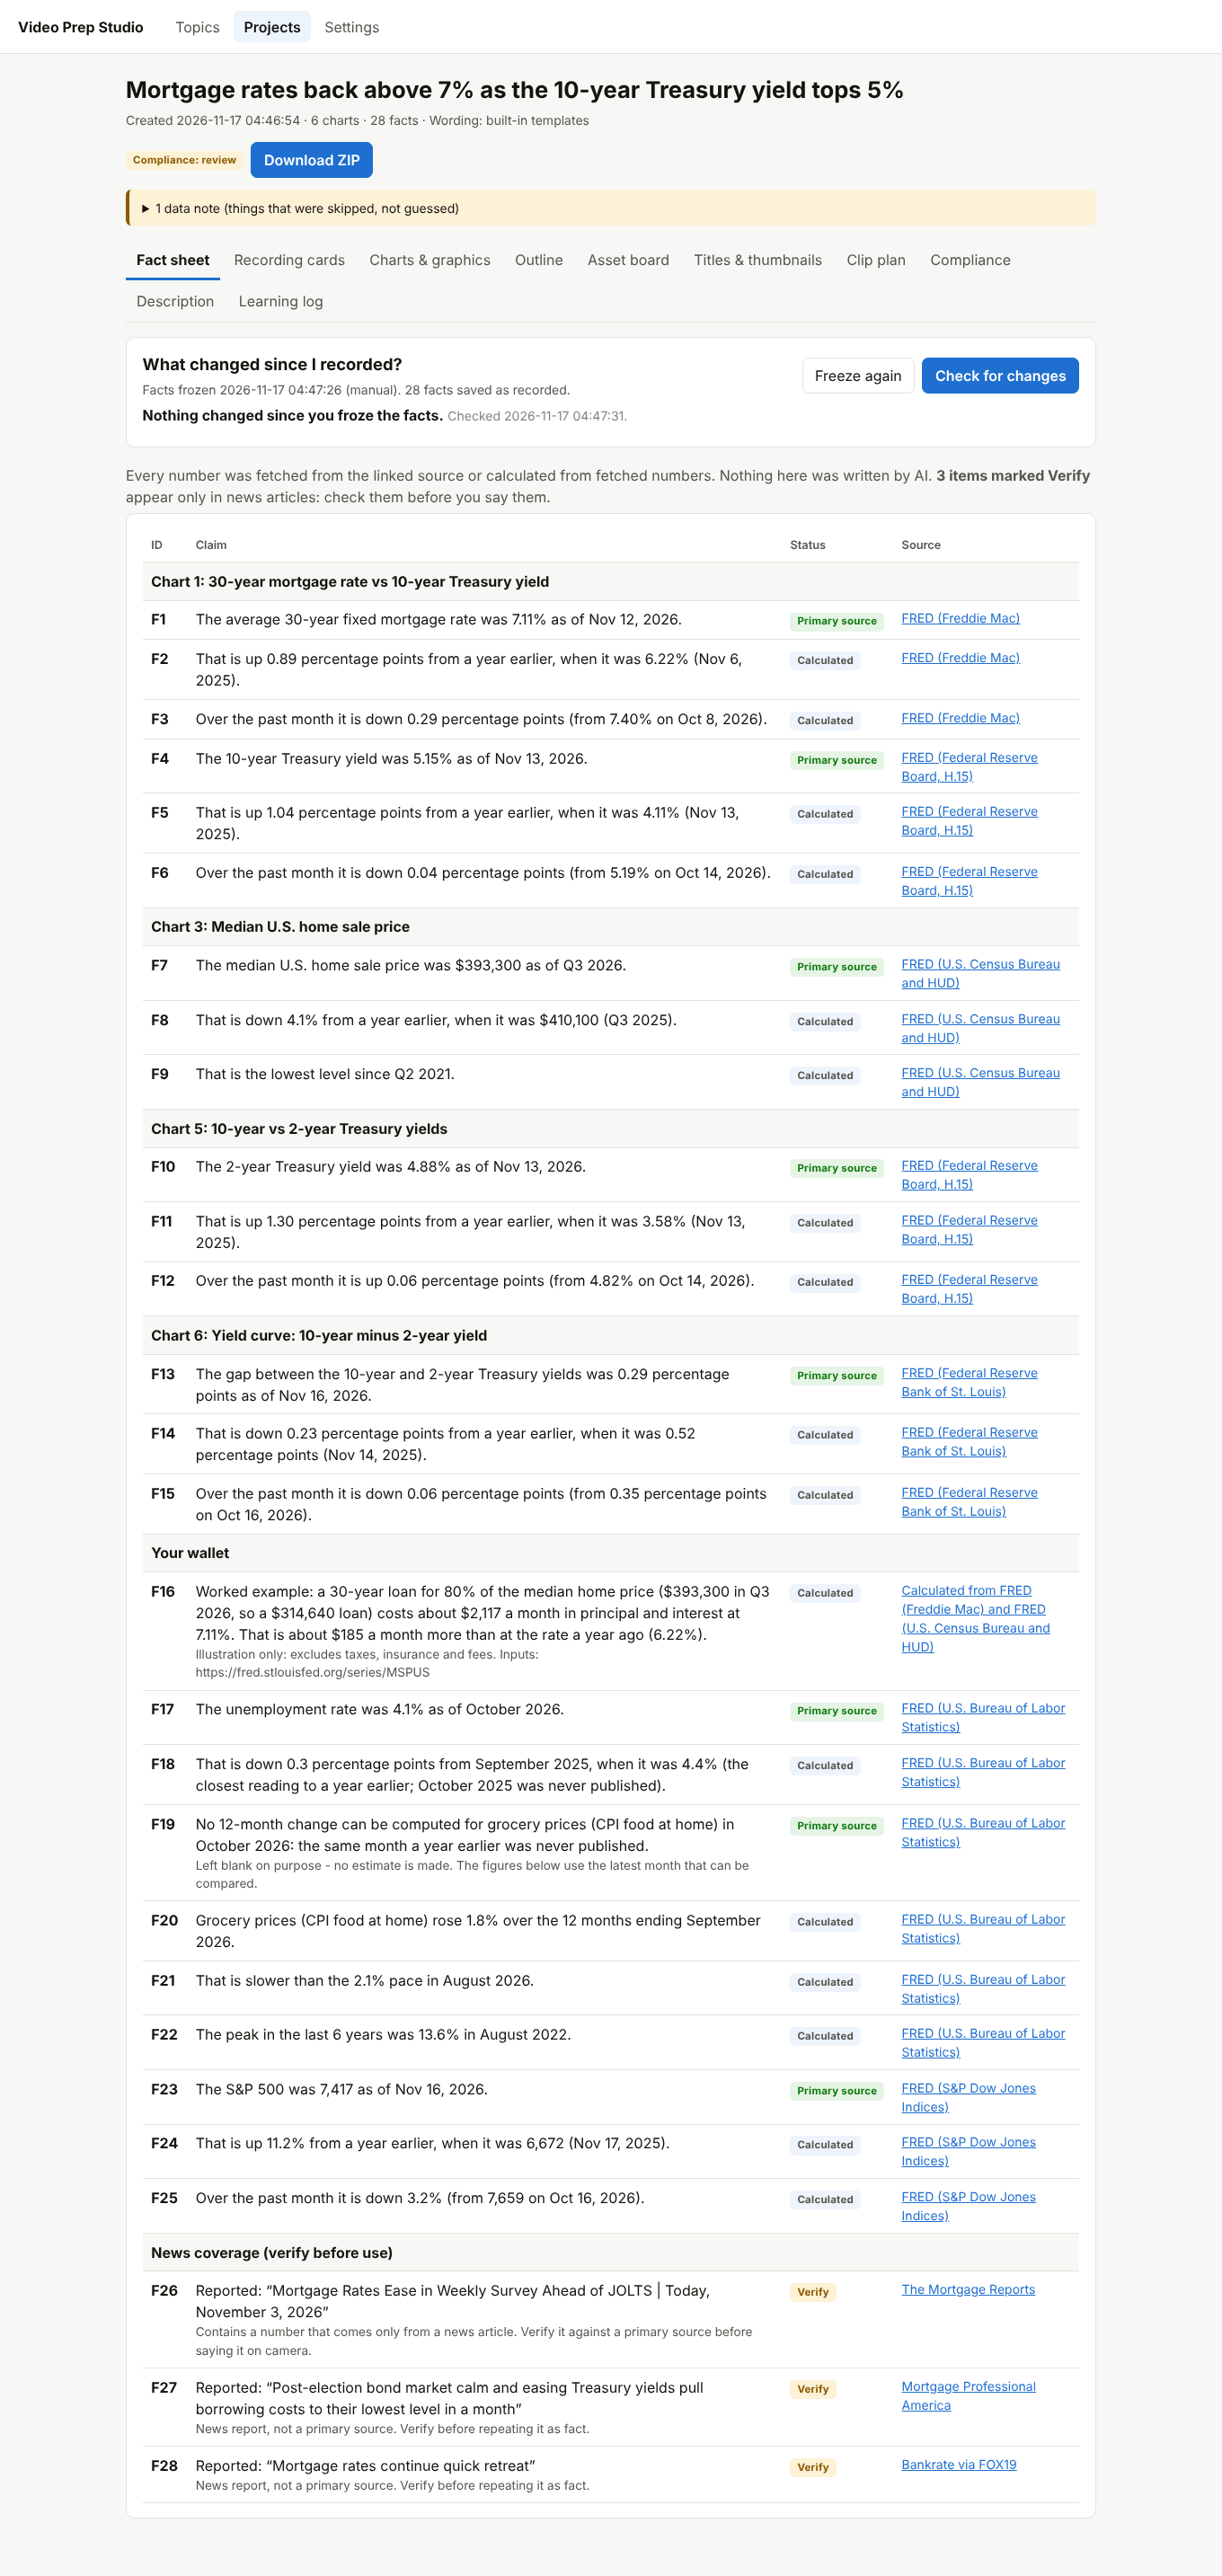 Video Prep Studio Topics Projects Settings
Mortgage rates back above 7% as the 10-year Treasury yield tops 5%
Created 2026-11-17 04:46:54 · 6 charts · 28 facts · Wording: built-in templates
Compliance: review Download ZIP
▶ 1 data note (things that were skipped, not guessed)
Fact sheet Recording cards Charts & graphics Outline Asset board Titles & thumbnails Clip plan Compliance
Description Learning log
What changed since I recorded?
Facts frozen 2026-11-17 04:47:26 (manual). 28 facts saved as recorded.
Nothing changed since you froze the facts. Checked 2026-11-17 04:47:31.
Freeze again Check for changes
Every number was fetched from the linked source or calculated from fetched numbers. Nothing here was written by AI. 3 items marked Verify
appear only in news articles: check them before you say them.
ID Claim Status Source
Chart 1: 30-year mortgage rate vs 10-year Treasury yield
F1 The average 30-year fixed mortgage rate was 7.11% as of Nov 12, 2026. Primary source FRED (Freddie Mac)
F2 That is up 0.89 percentage points from a year earlier, when it was 6.22% (Nov 6, Calculated FRED (Freddie Mac)
2025).
F3 Over the past month it is down 0.29 percentage points (from 7.40% on Oct 8, 2026). Calculated FRED (Freddie Mac)
F4 The 10-year Treasury yield was 5.15% as of Nov 13, 2026. Primary source FRED (Federal Reserve
Board, H.15)
F5 That is up 1.04 percentage points from a year earlier, when it was 4.11% (Nov 13, Calculated FRED (Federal Reserve
2025). Board, H.15)
F6 Over the past month it is down 0.04 percentage points (from 5.19% on Oct 14, 2026). Calculated FRED (Federal Reserve
Board, H.15)
Chart 3: Median U.S. home sale price
F7 The median U.S. home sale price was $393,300 as of Q3 2026. Primary source FRED (U.S. Census Bureau
and HUD)
F8 That is down 4.1% from a year earlier, when it was $410,100 (Q3 2025). Calculated FRED (U.S. Census Bureau
and HUD)
F9 That is the lowest level since Q2 2021. Calculated FRED (U.S. Census Bureau
and HUD)
Chart 5: 10-year vs 2-year Treasury yields
F10 The 2-year Treasury yield was 4.88% as of Nov 13, 2026. Primary source FRED (Federal Reserve
Board, H.15)
F11 That is up 1.30 percentage points from a year earlier, when it was 3.58% (Nov 13, Calculated FRED (Federal Reserve
2025). Board, H.15)
F12 Over the past month it is up 0.06 percentage points (from 4.82% on Oct 14, 2026). Calculated FRED (Federal Reserve
Board, H.15)
Chart 6: Yield curve: 10-year minus 2-year yield
F13 The gap between the 10-year and 2-year Treasury yields was 0.29 percentage Primary source FRED (Federal Reserve
points as of Nov 16, 2026. Bank of St. Louis)
F14 That is down 0.23 percentage points from a year earlier, when it was 0.52 Calculated FRED (Federal Reserve
percentage points (Nov 14, 2025). Bank of St. Louis)
F15 Over the past month it is down 0.06 percentage points (from 0.35 percentage points Calculated FRED (Federal Reserve
on Oct 16, 2026). Bank of St. Louis)
Your wallet
F16 Worked example: a 30-year loan for 80% of the median home price ($393,300 in Q3 Calculated Calculated from FRED
2026, so a $314,640 loan) costs about $2,117 a month in principal and interest at (Freddie Mac) and FRED
7.11%. That is about $185 a month more than at the rate a year ago (6.22%). (U.S. Census Bureau and
Illustration only: excludes taxes, insurance and fees. Inputs: HUD)
https://fred.stlouisfed.org/series/MSPUS
F17 The unemployment rate was 4.1% as of October 2026. Primary source FRED (U.S. Bureau of Labor
Statistics)
F18 That is down 0.3 percentage points from September 2025, when it was 4.4% (the Calculated FRED (U.S. Bureau of Labor
closest reading to a year earlier; October 2025 was never published). Statistics)
F19 No 12-month change can be computed for grocery prices (CPI food at home) in Primary source FRED (U.S. Bureau of Labor
October 2026: the same month a year earlier was never published. Statistics)
Left blank on purpose - no estimate is made. The figures below use the latest month that can be
compared.
F20 Grocery prices (CPI food at home) rose 1.8% over the 12 months ending September Calculated FRED (U.S. Bureau of Labor
2026. Statistics)
F21 That is slower than the 2.1% pace in August 2026. Calculated FRED (U.S. Bureau of Labor
Statistics)
F22 The peak in the last 6 years was 13.6% in August 2022. Calculated FRED (U.S. Bureau of Labor
Statistics)
F23 The S&P 500 was 7,417 as of Nov 16, 2026. Primary source FRED (S&P Dow Jones
Indices)
F24 That is up 11.2% from a year earlier, when it was 6,672 (Nov 17, 2025). Calculated FRED (S&P Dow Jones
Indices)
F25 Over the past month it is down 3.2% (from 7,659 on Oct 16, 2026). Calculated FRED (S&P Dow Jones
Indices)
News coverage (verify before use)
F26 Reported: “Mortgage Rates Ease in Weekly Survey Ahead of JOLTS | Today, Verify The Mortgage Reports
November 3, 2026”
Contains a number that comes only from a news article. Verify it against a primary source before
saying it on camera.
F27 Reported: “Post-election bond market calm and easing Treasury yields pull Verify Mortgage Professional
borrowing costs to their lowest level in a month” America
News report, not a primary source. Verify before repeating it as fact.
F28 Reported: “Mortgage rates continue quick retreat” Verify Bankrate via FOX19
News report, not a primary source. Verify before repeating it as fact.